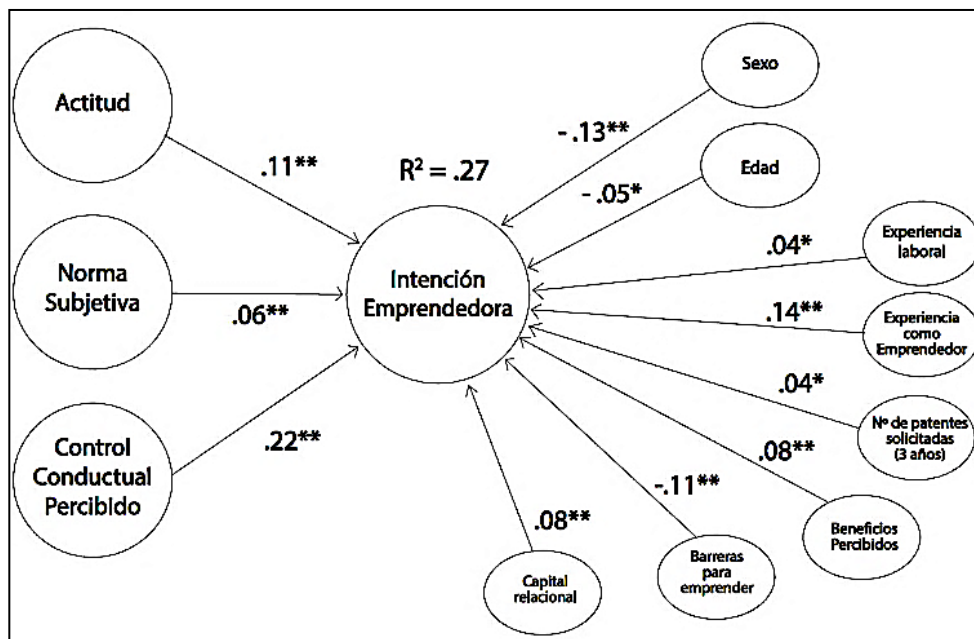 Actitud
.11**
Norma
Subjetiva
.06**
Control
Conductual
Percibido
.22**
R² = .27
Intención
Emprendedora
Sexo
- .13**
Edad
- .05*
Experiencia
laboral
.04*
Experiencia
como
Emprendedor
.14**
Nº de patentes
solicitadas
(3 años)
.04*
Beneficios
Percibidos
.08**
Barreras
para
emprender
-.11**
Capital
relacional
.08**